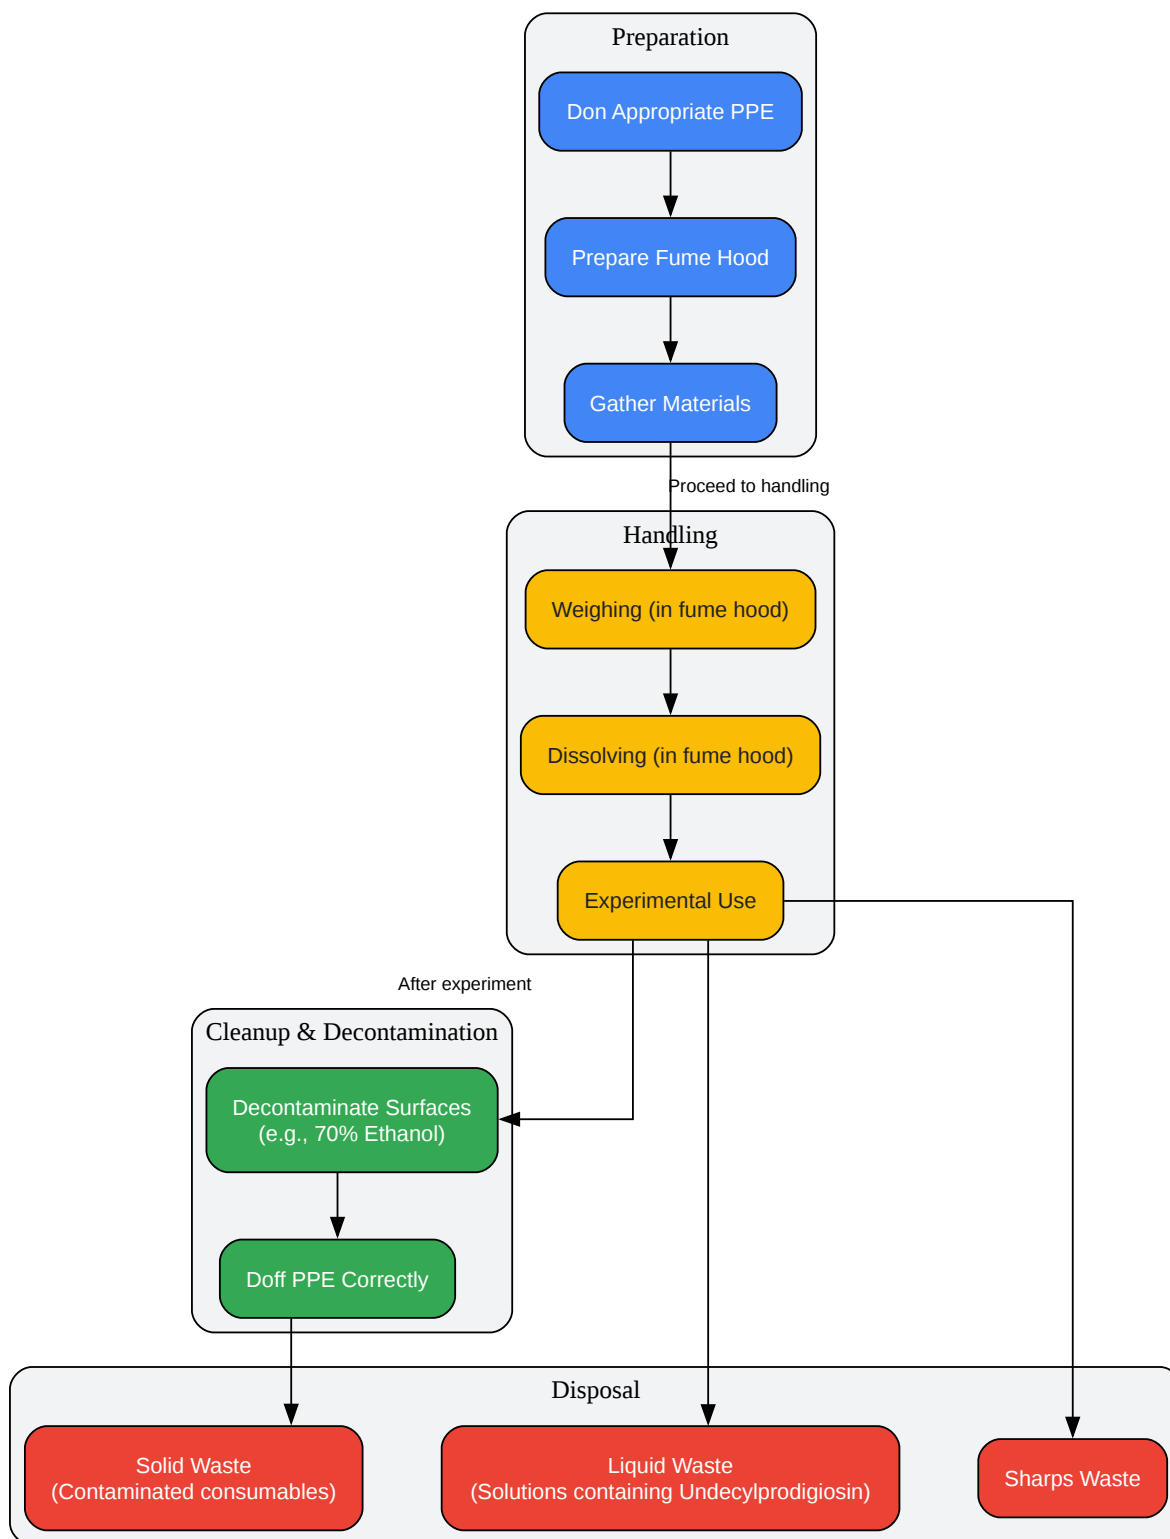 Preparation
Don Appropriate PPE
Prepare Fume Hood
Gather Materials
Proceed to handling
Handling
Weighing (in fume hood)
Dissolving (in fume hood)
Experimental Use
After experiment
Cleanup & Decontamination
Decontaminate Surfaces
(e.g., 70% Ethanol)
Doff PPE Correctly
Disposal
Solid Waste
(Contaminated consumables)
Liquid Waste
(Solutions containing Undecylprodigiosin)
Sharps Waste